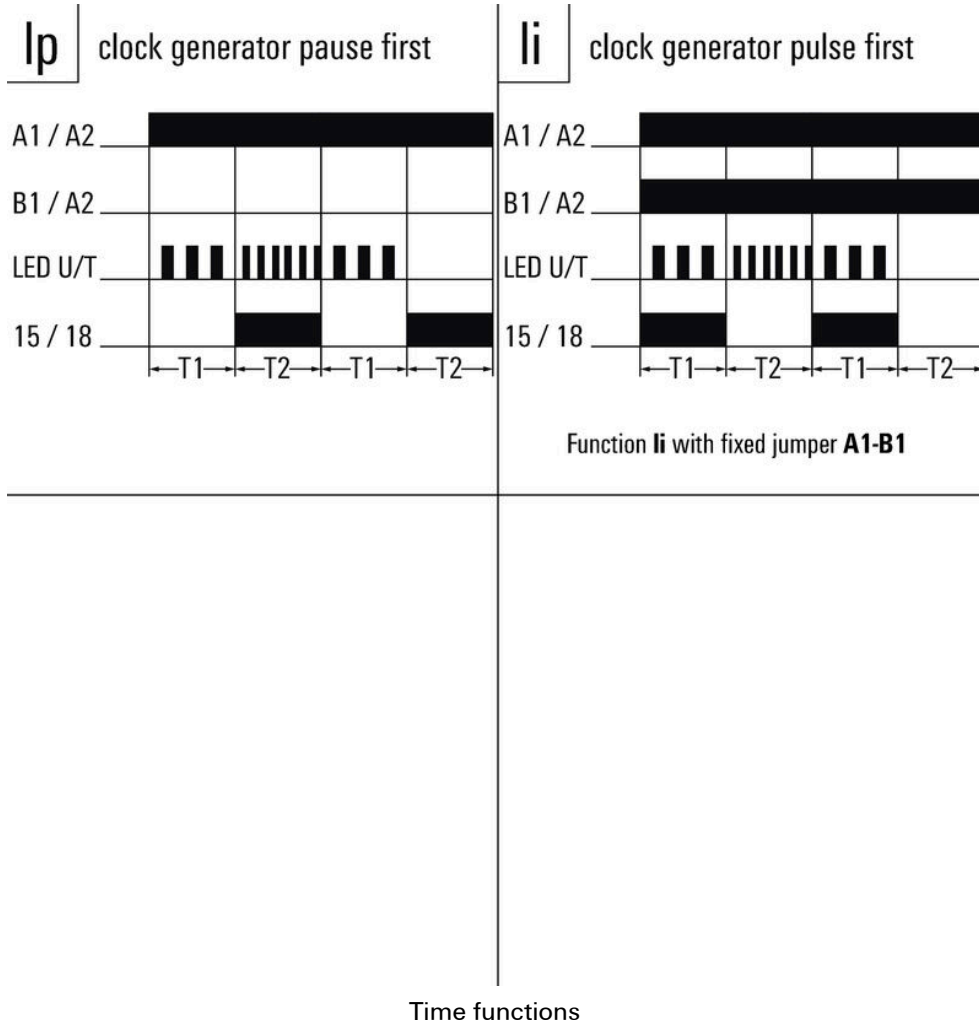 Ip clock generator pause first
A1 / A2
B1 / A2
LED U/T
15 / 18
T1 T2 T1 T2
Ii clock generator pulse first
A1 / A2
B1 / A2
LED U/T
15 / 18
T1 T2 T1 T2
Function Ii with fixed jumper A1-B1
Time functions